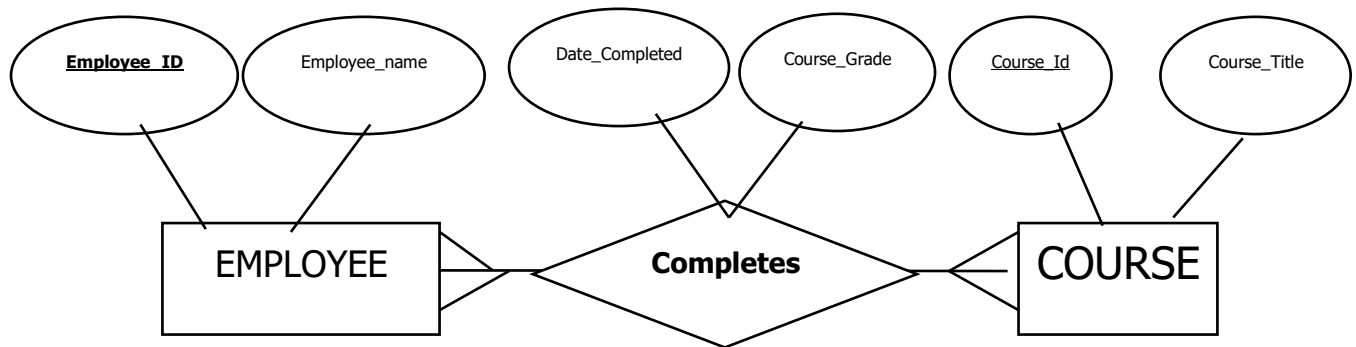 Employee_ID
Employee_name
Date_Completed
Course_Grade
Course_Id
Course_Title
EMPLOYEE
Completes
COURSE